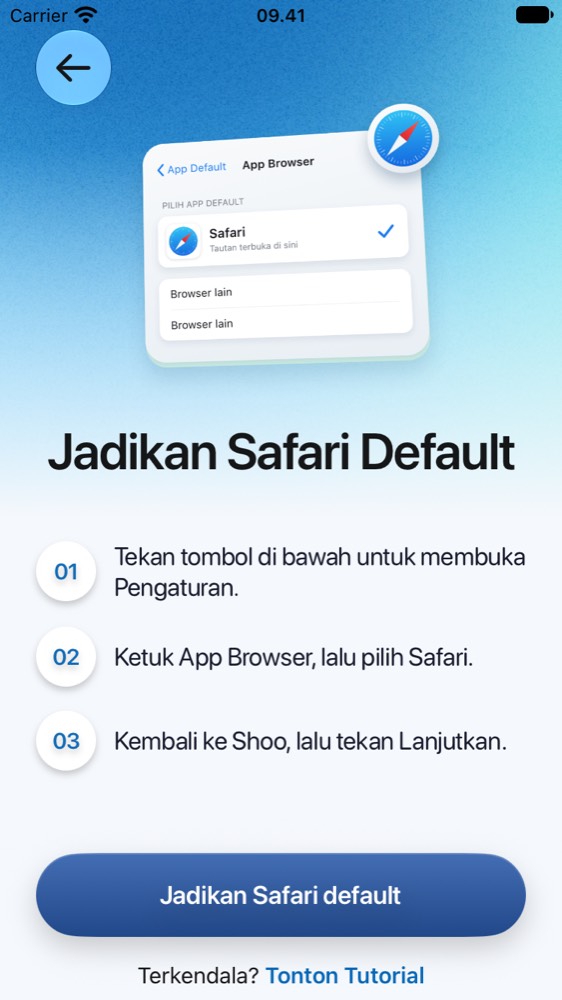 Carrier
09.41
App Default
App Browser
PILIH APP DEFAULT
Safari
Tautan terbuka di sini
Browser lain
Browser lain
Jadikan Safari Default
01
Tekan tombol di bawah untuk membuka
Pengaturan.
02
Ketuk App Browser, lalu pilih Safari.
03
Kembali ke Shoo, lalu tekan Lanjutkan.
Jadikan Safari default
Terkendala? Tonton Tutorial